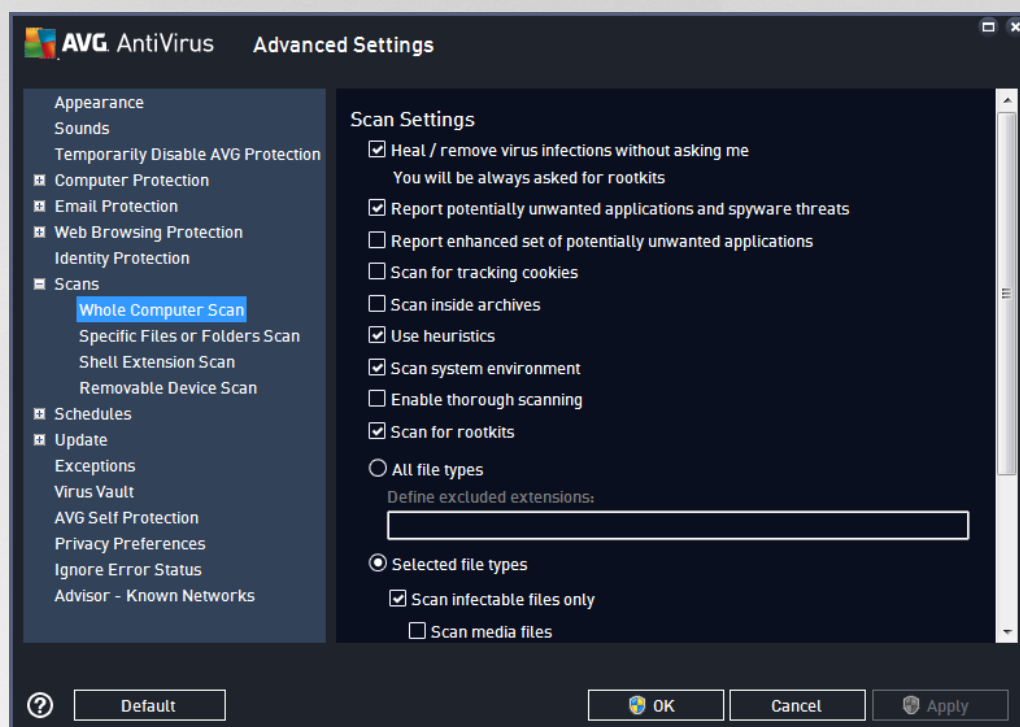 AVG AntiVirus Advanced Settings
Appearance
Sounds
Temporarily Disable AVG Protection
Computer Protection
Email Protection
Web Browsing Protection
Identity Protection
Scans
Whole Computer Scan
Specific Files or Folders Scan
Shell Extension Scan
Removable Device Scan
Schedules
Update
Exceptions
Virus Vault
AVG Self Protection
Privacy Preferences
Ignore Error Status
Advisor - Known Networks
Scan Settings
Heal / remove virus infections without asking me
You will be always asked for rootkits
Report potentially unwanted applications and spyware threats
Report enhanced set of potentially unwanted applications
Scan for tracking cookies
Scan inside archives
Use heuristics
Scan system environment
Enable thorough scanning
Scan for rootkits
All file types
Define excluded extensions:
Selected file types
Scan infectable files only
Scan media files
? Default OK Cancel Apply